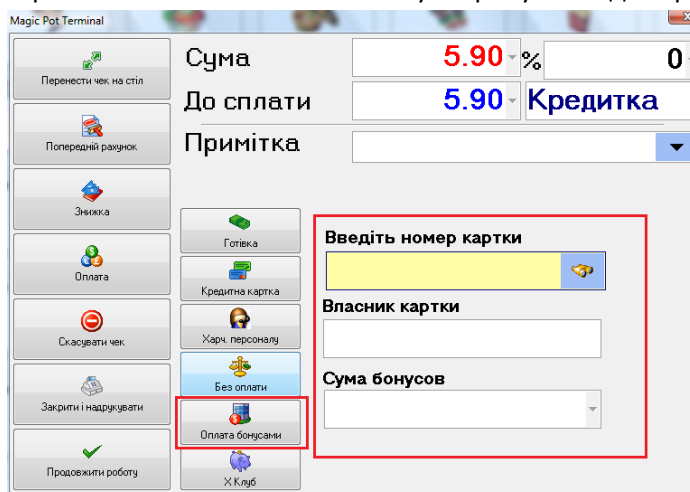 Magic Pot Terminal
Перенести чек на стіл
Попередній рахунок
Знижка
Оплата
Скасувати чек
Закрити і надрукувати
Продовжити роботу
Сума 5.90 % 0
До сплати 5.90 Кредитка
Примітка
Готівка
Кредитна картка
Харч. персоналу
Без оплати
Оплата бонусами
Х Клуб
Введіть номер картки
Власник картки
Сума бонусов